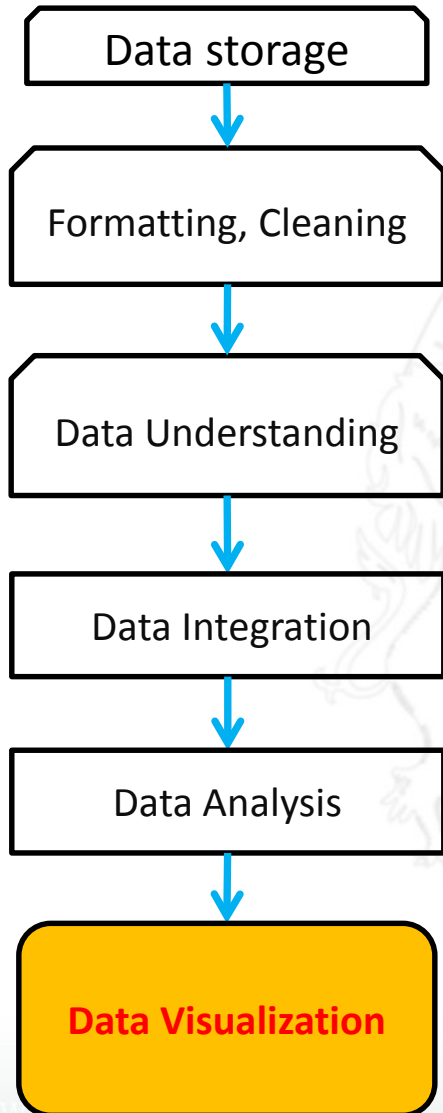 Data storage
Formatting, Cleaning
Data Understanding
Data Integration
Data Analysis
Data Visualization